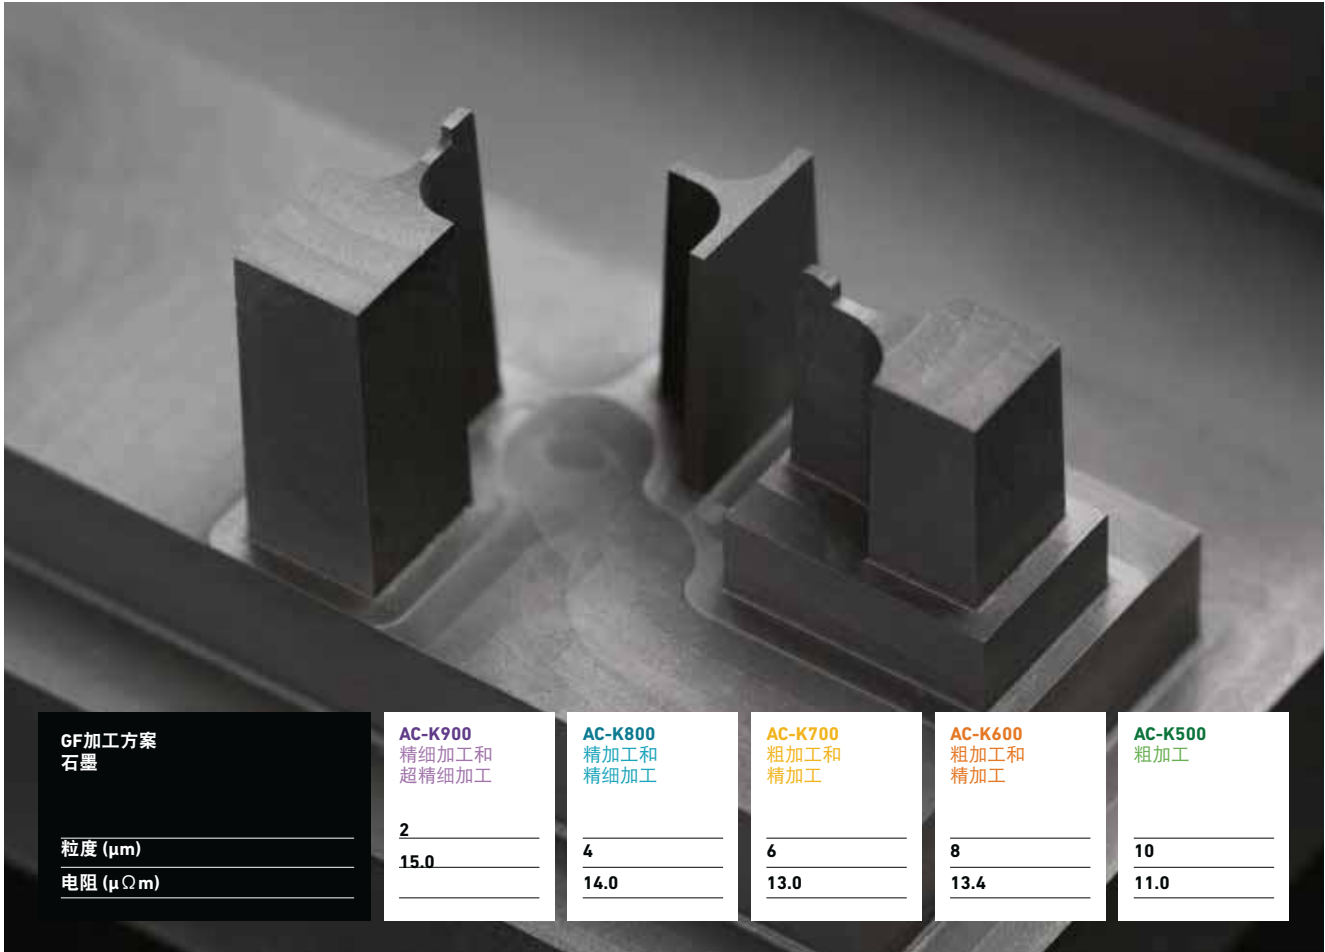 GF加工方案
石墨
粒度 (µm)
电阻 (µΩm)
AC-K900
精细加工和
超精细加工
2
15.0
AC-K800
精加工和
精细加工
4
14.0
AC-K700
粗加工和
精加工
6
13.0
AC-K600
粗加工和
精加工
8
13.4
AC-K500
粗加工
10
11.0